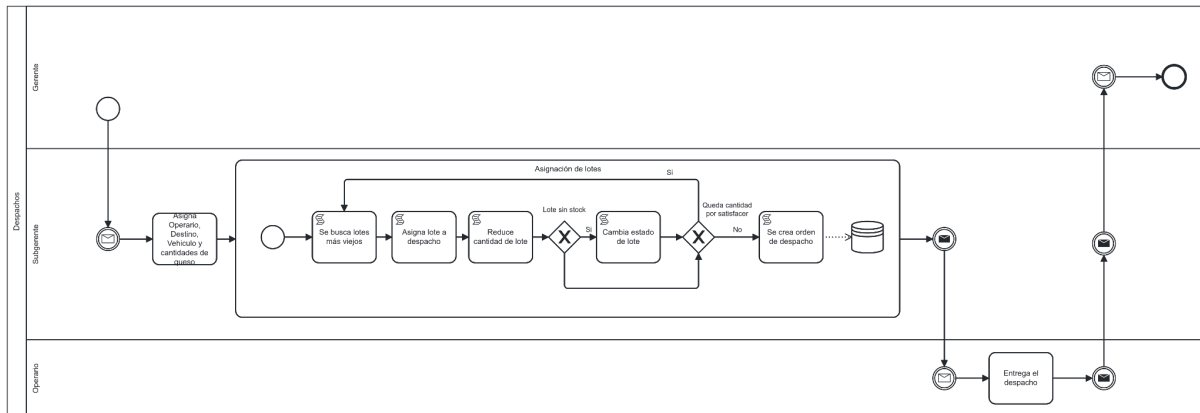 Despachos
Gerente
Subgerente
Operario
Asigna
Operario,
Destino,
Vehículo y
cantidades de
queso
Asignación de lotes
Si
Se busca lotes
más viejos
Asigna lote a
despacho
Reduce
cantidad de lote
Lote sin stock
Si
Cambia estado
de lote
Queda cantidad
por satisfacer
No
Se crea orden
de despacho
Entrega el
despacho